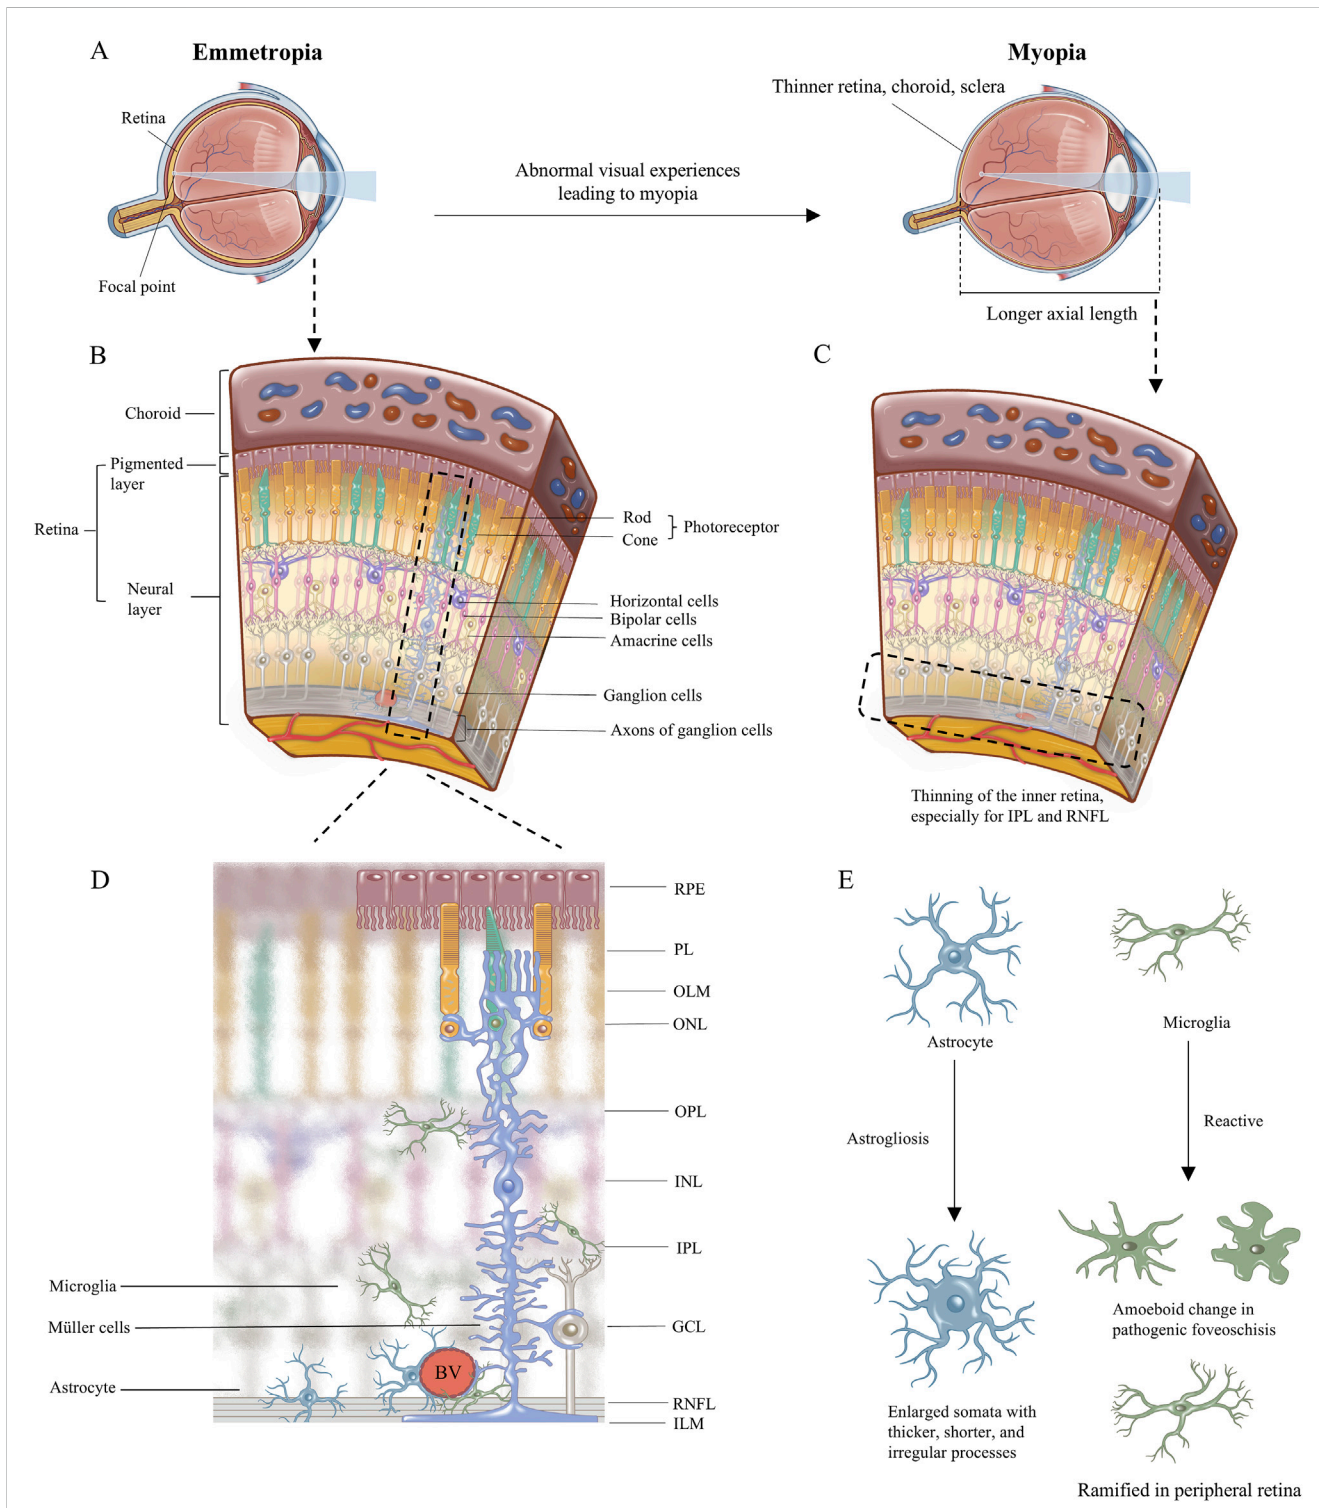 A
Emmetropia
Myopia
Thinner retina, choroid, sclera
Retina
Abnormal visual experiences
leading to myopia
Focal point
Longer axial length
B
C
Choroid
Pigmented
layer
Retina
Neural
layer
Rod
Cone
Photoreceptor
Horizontal cells
Bipolar cells
Amacrine cells
Ganglion cells
Axons of ganglion cells
Thinning of the inner retina,
especially for IPL and RNFL
D
RPE
PL
OLM
ONL
OPL
INL
IPL
Microglia
Müller cells
GCL
BV
Astrocyte
RNFL
ILM
E
Astrocyte
Microglia
Astrogliosis
Reactive
Amoeboid change in
pathogenic foveoschisis
Enlarged somata with
thicker, shorter, and
irregular processes
Ramified in peripheral retina